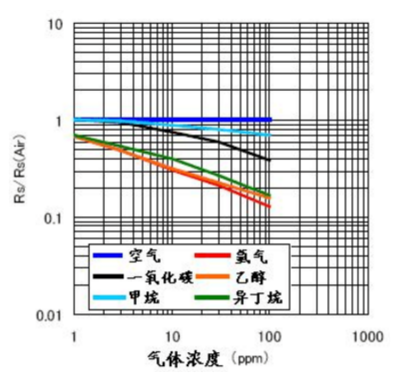 10
1
0.1
0.01
Rs/Rs(Air)
空气 氢气
一氧化碳 乙醇
甲烷 异丁烷
1 10 100 1000
气体浓度 (ppm)